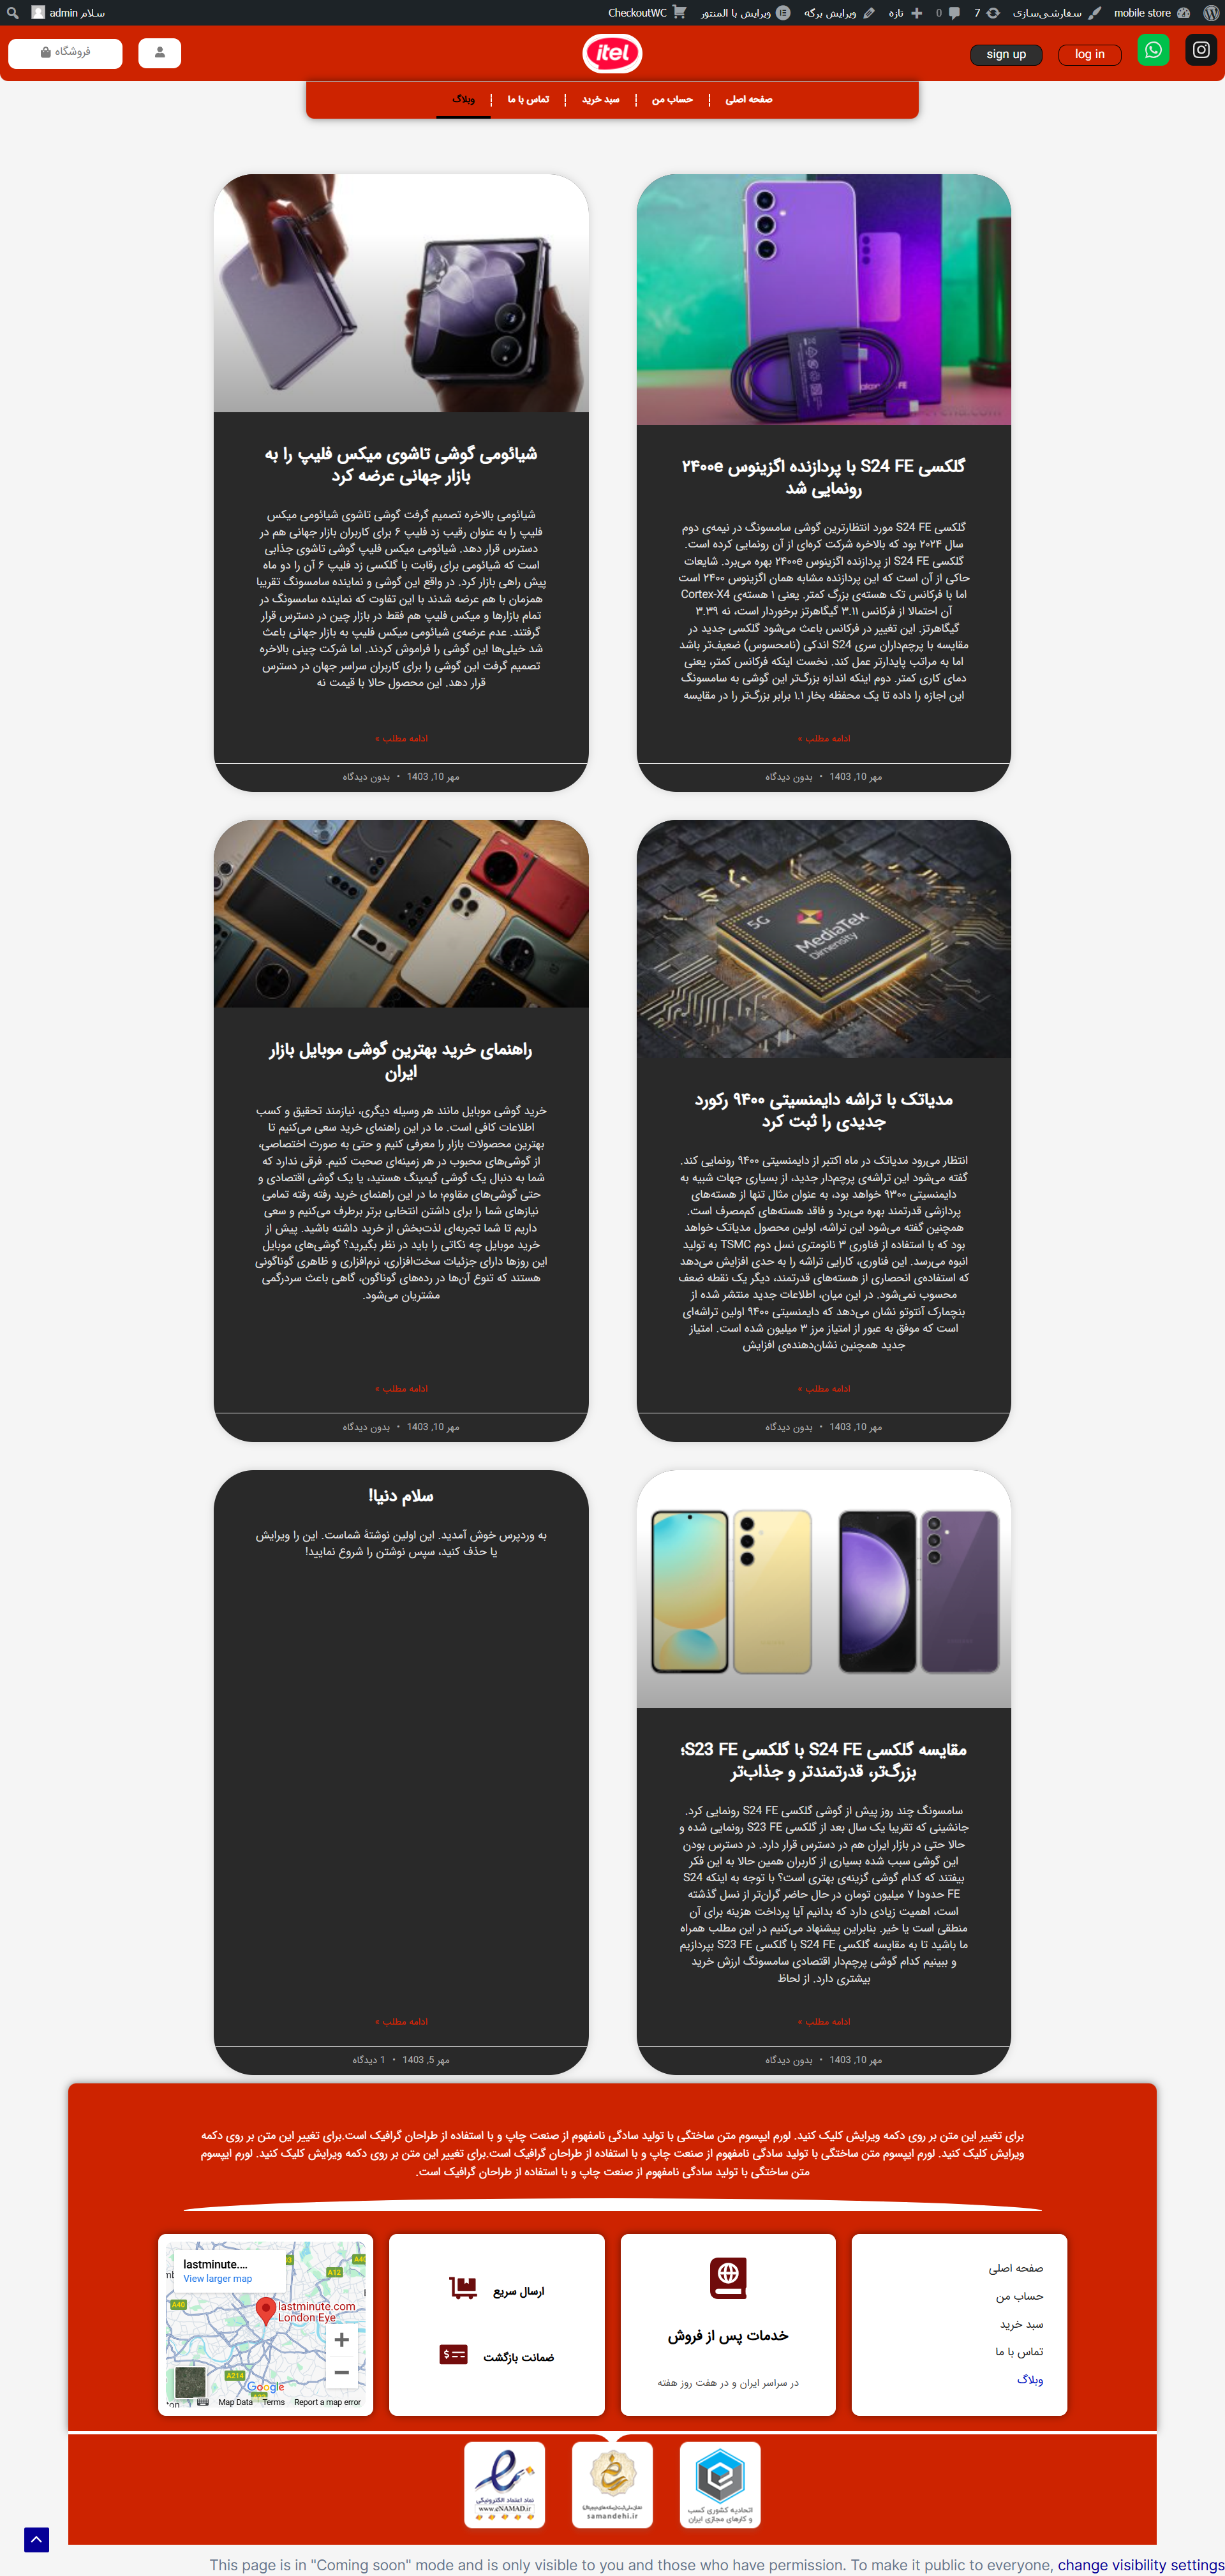 mobile store
سفارشی‌سازی
7
0
تازه
ویرایش برگه
ویرایش با المنتور
CheckoutWC
سلام admin
log in
sign up
itel
فروشگاه
صفحه اصلی
حساب من
سبد خرید
تماس با ما
وبلاگ
گلکسی S24 FE با پردازنده اگزینوس ۲۴۰۰e
رونمایی شد
گلکسی S24 FE مورد انتظارترین گوشی سامسونگ در نیمه‌ی دوم
سال ۲۰۲۴ بود که بالاخره شرکت کره‌ای از آن رونمایی کرده است.
گلکسی S24 FE از پردازنده اگزینوس ۲۴۰۰e بهره می‌برد. شایعات
حاکی از آن است که این پردازنده مشابه همان اگزینوس ۲۴۰۰ است
اما با فرکانس تک هسته‌ی بزرگ کمتر. یعنی ۱ هسته‌ی Cortex-X4
آن احتمالا از فرکانس ۳.۱۱ گیگاهرتز برخوردار است، نه ۳.۳۹
گیگاهرتز. این تغییر در فرکانس باعث می‌شود گلکسی جدید در
مقایسه با پرچم‌داران سری S24 اندکی (نامحسوس) ضعیف‌تر باشد
اما به مراتب پایدارتر عمل کند. نخست اینکه فرکانس کمتر، یعنی
دمای کاری کمتر. دوم اینکه اندازه بزرگ‌تر این گوشی به سامسونگ
این اجازه را داده تا یک محفظه بخار ۱.۱ برابر بزرگ‌تر را در مقایسه
ادامه مطلب »
مهر 10, 1403 • بدون دیدگاه
شیائومی گوشی تاشوی میکس فلیپ را به
بازار جهانی عرضه کرد
شیائومی بالاخره تصمیم گرفت گوشی تاشوی شیائومی میکس
فلیپ را به عنوان رقیب زد فلیپ ۶ برای کاربران بازار جهانی هم در
دسترس قرار دهد. شیائومی میکس فلیپ گوشی تاشوی جذابی
است که شیائومی برای رقابت با گلکسی زد فلیپ ۶ آن را دو ماه
پیش راهی بازار کرد. در واقع این گوشی و نماینده سامسونگ تقریبا
همزمان با هم عرضه شدند با این تفاوت که نماینده سامسونگ در
تمام بازارها و میکس فلیپ هم فقط در بازار چین در دسترس قرار
گرفتند. عدم عرضه‌ی شیائومی میکس فلیپ به بازار جهانی باعث
شد خیلی‌ها این گوشی را فراموش کردند. اما شرکت چینی بالاخره
تصمیم گرفت این گوشی را برای کاربران سراسر جهان در دسترس
قرار دهد. این محصول حالا با قیمت نه
ادامه مطلب »
مهر 10, 1403 • بدون دیدگاه
5G
MediaTek
Dimensity
مدیاتک با تراشه دایمنسیتی ۹۴۰۰ رکورد
جدیدی را ثبت کرد
انتظار می‌رود مدیاتک در ماه اکتبر از دایمنسیتی ۹۴۰۰ رونمایی کند.
گفته می‌شود این تراشه‌ی پرچم‌دار جدید، از بسیاری جهات شبیه به
دایمنسیتی ۹۳۰۰ خواهد بود، به عنوان مثال تنها از هسته‌های
پردازشی قدرتمند بهره می‌برد و فاقد هسته‌های کم‌مصرف است.
همچنین گفته می‌شود این تراشه، اولین محصول مدیاتک خواهد
بود که با استفاده از فناوری ۳ نانومتری نسل دوم TSMC به تولید
انبوه می‌رسد. این فناوری، کارایی تراشه را به حدی افزایش می‌دهد
که استفاده‌ی انحصاری از هسته‌های قدرتمند، دیگر یک نقطه ضعف
محسوب نمی‌شود. در این میان، اطلاعات جدید منتشر شده از
بنچمارک آنتوتو نشان می‌دهد که دایمنسیتی ۹۴۰۰ اولین تراشه‌ای
است که موفق به عبور از امتیاز مرز ۳ میلیون شده است. امتیاز
جدید همچنین نشان‌دهنده‌ی افزایش
ادامه مطلب »
مهر 10, 1403 • بدون دیدگاه
راهنمای خرید بهترین گوشی موبایل بازار
ایران
خرید گوشی موبایل مانند هر وسیله دیگری، نیازمند تحقیق و کسب
اطلاعات کافی است. ما در این راهنمای خرید سعی می‌کنیم تا
بهترین محصولات بازار را معرفی کنیم و حتی به صورت اختصاصی،
از گوشی‌های محبوب در هر زمینه‌ای صحبت کنیم. فرقی ندارد که
شما به دنبال یک گوشی گیمینگ هستید، یا یک گوشی اقتصادی و
حتی گوشی‌های مقاوم؛ ما در این راهنمای خرید رفته رفته تمامی
نیازهای شما را برای داشتن انتخابی برتر برطرف می‌کنیم و سعی
داریم تا شما تجربه‌ای لذت‌بخش از خرید داشته باشید. پیش از
خرید موبایل چه نکاتی را باید در نظر بگیرید؟ گوشی‌های موبایل
این روزها دارای جزئیات سخت‌افزاری، نرم‌افزاری و ظاهری گوناگونی
هستند که تنوع آن‌ها در رده‌های گوناگون، گاهی باعث سردرگمی
مشتریان می‌شود.
ادامه مطلب »
مهر 10, 1403 • بدون دیدگاه
مقایسه گلکسی S24 FE با گلکسی S23 FE؛
بزرگ‌تر، قدرتمندتر و جذاب‌تر
سامسونگ چند روز پیش از گوشی گلکسی S24 FE رونمایی کرد.
جانشینی که تقریبا یک سال بعد از گلکسی S23 FE رونمایی شده و
حالا حتی در بازار ایران هم در دسترس قرار دارد. در دسترس بودن
این گوشی سبب شده بسیاری از کاربران همین حالا به این فکر
بیفتند که کدام گوشی گزینه‌ی بهتری است؟ با توجه به اینکه S24
FE حدودا ۷ میلیون تومان در حال حاضر گران‌تر از نسل گذشته
است، اهمیت زیادی دارد که بدانیم آیا پرداخت هزینه برای آن
منطقی است یا خیر. بنابراین پیشنهاد می‌کنیم در این مطلب همراه
ما باشید تا به مقایسه گلکسی S24 FE با گلکسی S23 FE بپردازیم
و ببینیم کدام گوشی پرچم‌دار اقتصادی سامسونگ ارزش خرید
بیشتری دارد. از لحاظ
ادامه مطلب »
مهر 10, 1403 • بدون دیدگاه
سلام دنیا!
به وردپرس خوش آمدید. این اولین نوشتهٔ شماست. این را ویرایش
یا حذف کنید، سپس نوشتن را شروع نمایید!
ادامه مطلب »
مهر 5, 1403 • 1 دیدگاه
برای تغییر این متن بر روی دکمه ویرایش کلیک کنید. لورم ایپسوم متن ساختگی با تولید سادگی نامفهوم از صنعت چاپ و با استفاده از طراحان گرافیک است.برای تغییر این متن بر روی دکمه
ویرایش کلیک کنید. لورم ایپسوم متن ساختگی با تولید سادگی نامفهوم از صنعت چاپ و با استفاده از طراحان گرافیک است.برای تغییر این متن بر روی دکمه ویرایش کلیک کنید. لورم ایپسوم
متن ساختگی با تولید سادگی نامفهوم از صنعت چاپ و با استفاده از طراحان گرافیک است.
صفحه اصلی
حساب من
سبد خرید
تماس با ما
وبلاگ
خدمات پس از فروش
در سراسر ایران و در هفت روز هفته
ارسال سریع
ضمانت بازگشت
lastminute....
View larger map
A12
A40
lastminute.com
London Eye
A214
Google
Map Data
Terms
Report a map error
اتحادیه کشوری کسب
و کارهای مجازی ایران
samandehi.ir
نماد اعتماد الکترونیکی
www.eNAMAD.ir
This page is in "Coming soon" mode and is only visible to you and those who have permission. To make it public to everyone, change visibility settings